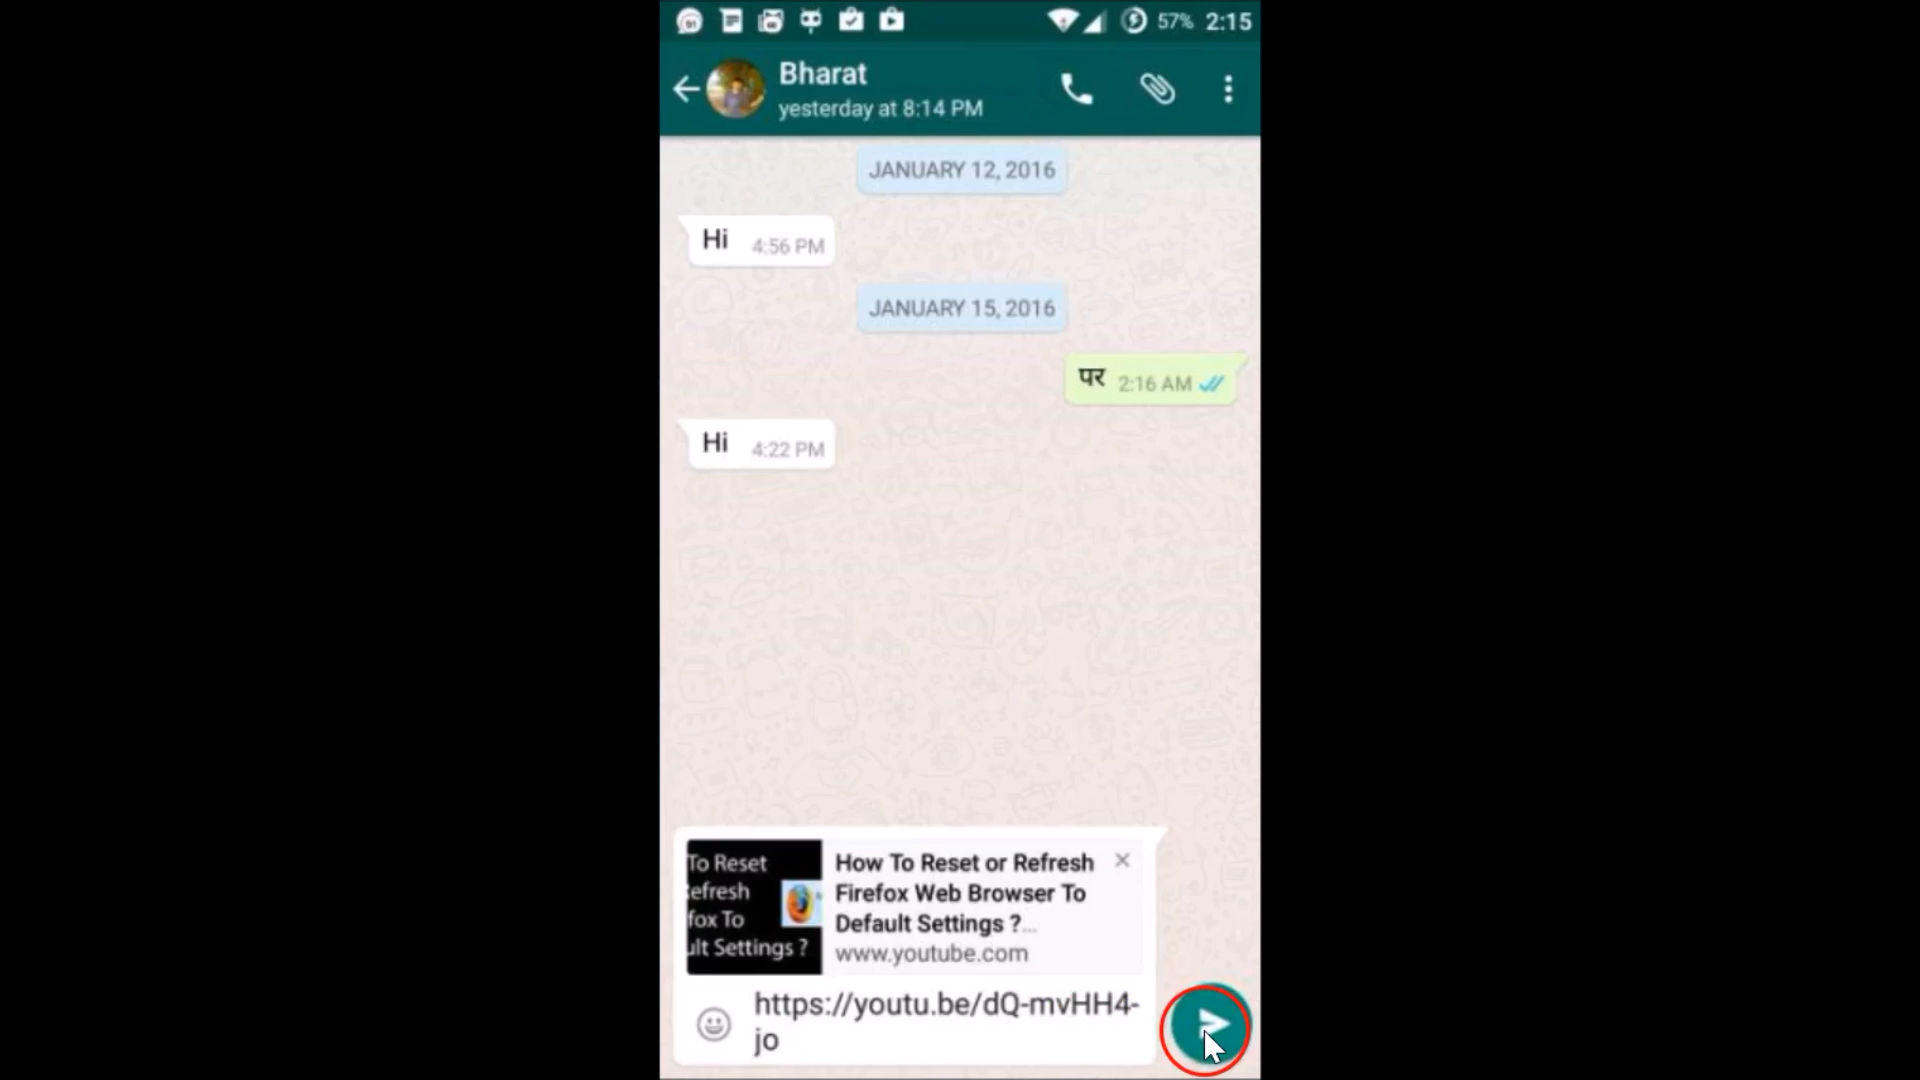 57% 2:15
Bharat
yesterday at 8:14 PM
JANUARY 12, 2016
Hi 4:56 PM
JANUARY 15, 2016
पर 2:16 AM
Hi 4:22 PM
To Reset
efresh
fox To
ult Settings ?
How To Reset or Refresh
Firefox Web Browser To
Default Settings ?...
www.youtube.com
https://youtu.be/dQ-mvHH4-
jo